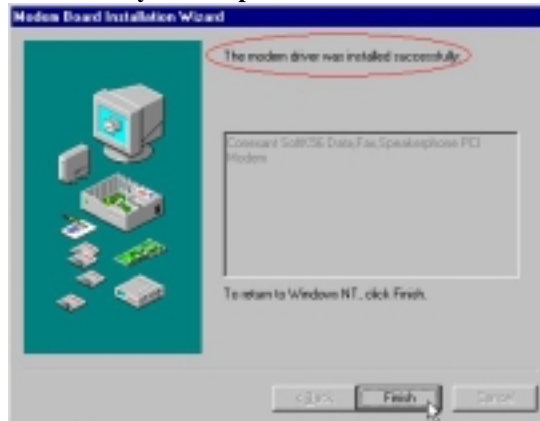 Modem Board Installation Wizard
The modem driver was installed successfully.
Conexant SoftK56 Data,Fax,Speakerphone PCI
Modem
To return to Windows NT, click Finish.
< Back
Finish
Cancel